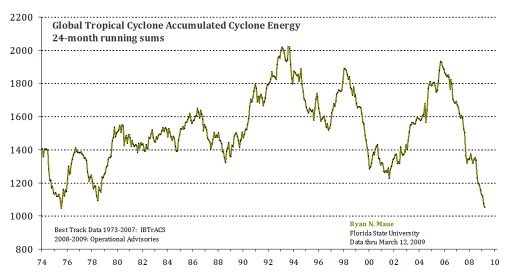 Global Tropical Cyclone Accumulated Cyclone Energy
24-month running sums
2200
2000
1800
1600
1400
1200
1000
800
Best Track Data 1973-2007: IBTrACS
2008-2009: Operational Advisories
Ryan N. Maue
Florida State University
Data thru March 12, 2009
74 76 78 80 82 84 86 88 90 92 94 96 98 00 02 04 06 08 10